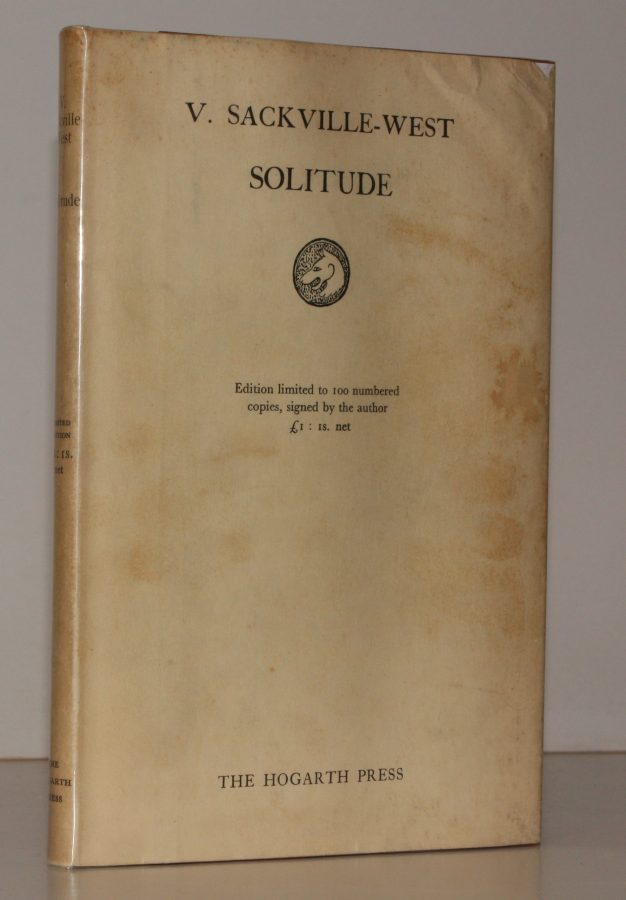 V. SACKVILLE-WEST
SOLITUDE
Edition limited to 100 numbered
copies, signed by the author
£1 : 1s. net
THE HOGARTH PRESS
V.
1s.